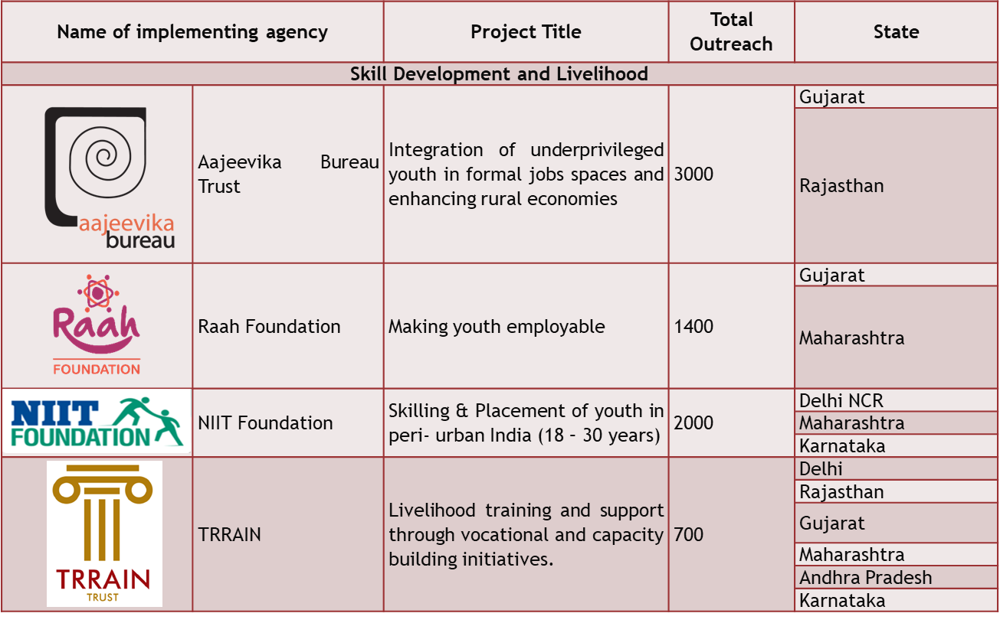 Name of implementing agency
Project Title
Total
Outreach
State
Skill Development and Livelihood
aajeevika
bureau
Aajeevika Bureau
Trust
Integration of underprivileged
youth in formal jobs spaces and
enhancing rural economies
3000
Gujarat
Rajasthan
Raah
FOUNDATION
Raah Foundation
Making youth employable
1400
Gujarat
Maharashtra
NIIT
FOUNDATION
NIIT Foundation
Skilling & Placement of youth in
peri- urban India (18 – 30 years)
2000
Delhi NCR
Maharashtra
Karnataka
TRRAIN
TRUST
TRRAIN
Livelihood training and support
through vocational and capacity
building initiatives.
700
Delhi
Rajasthan
Gujarat
Maharashtra
Andhra Pradesh
Karnataka